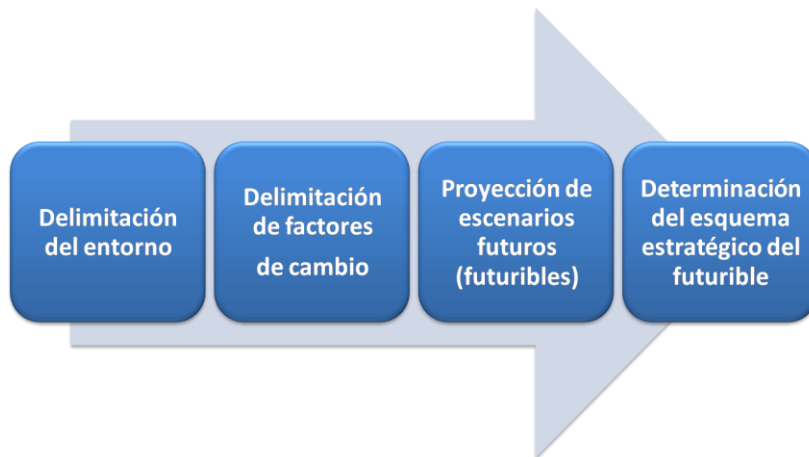 Delimitación
del entorno
Delimitación
de factores
de cambio
Proyección de
escenarios
futuros
(futuribles)
Determinación
del esquema
estratégico del
futurible